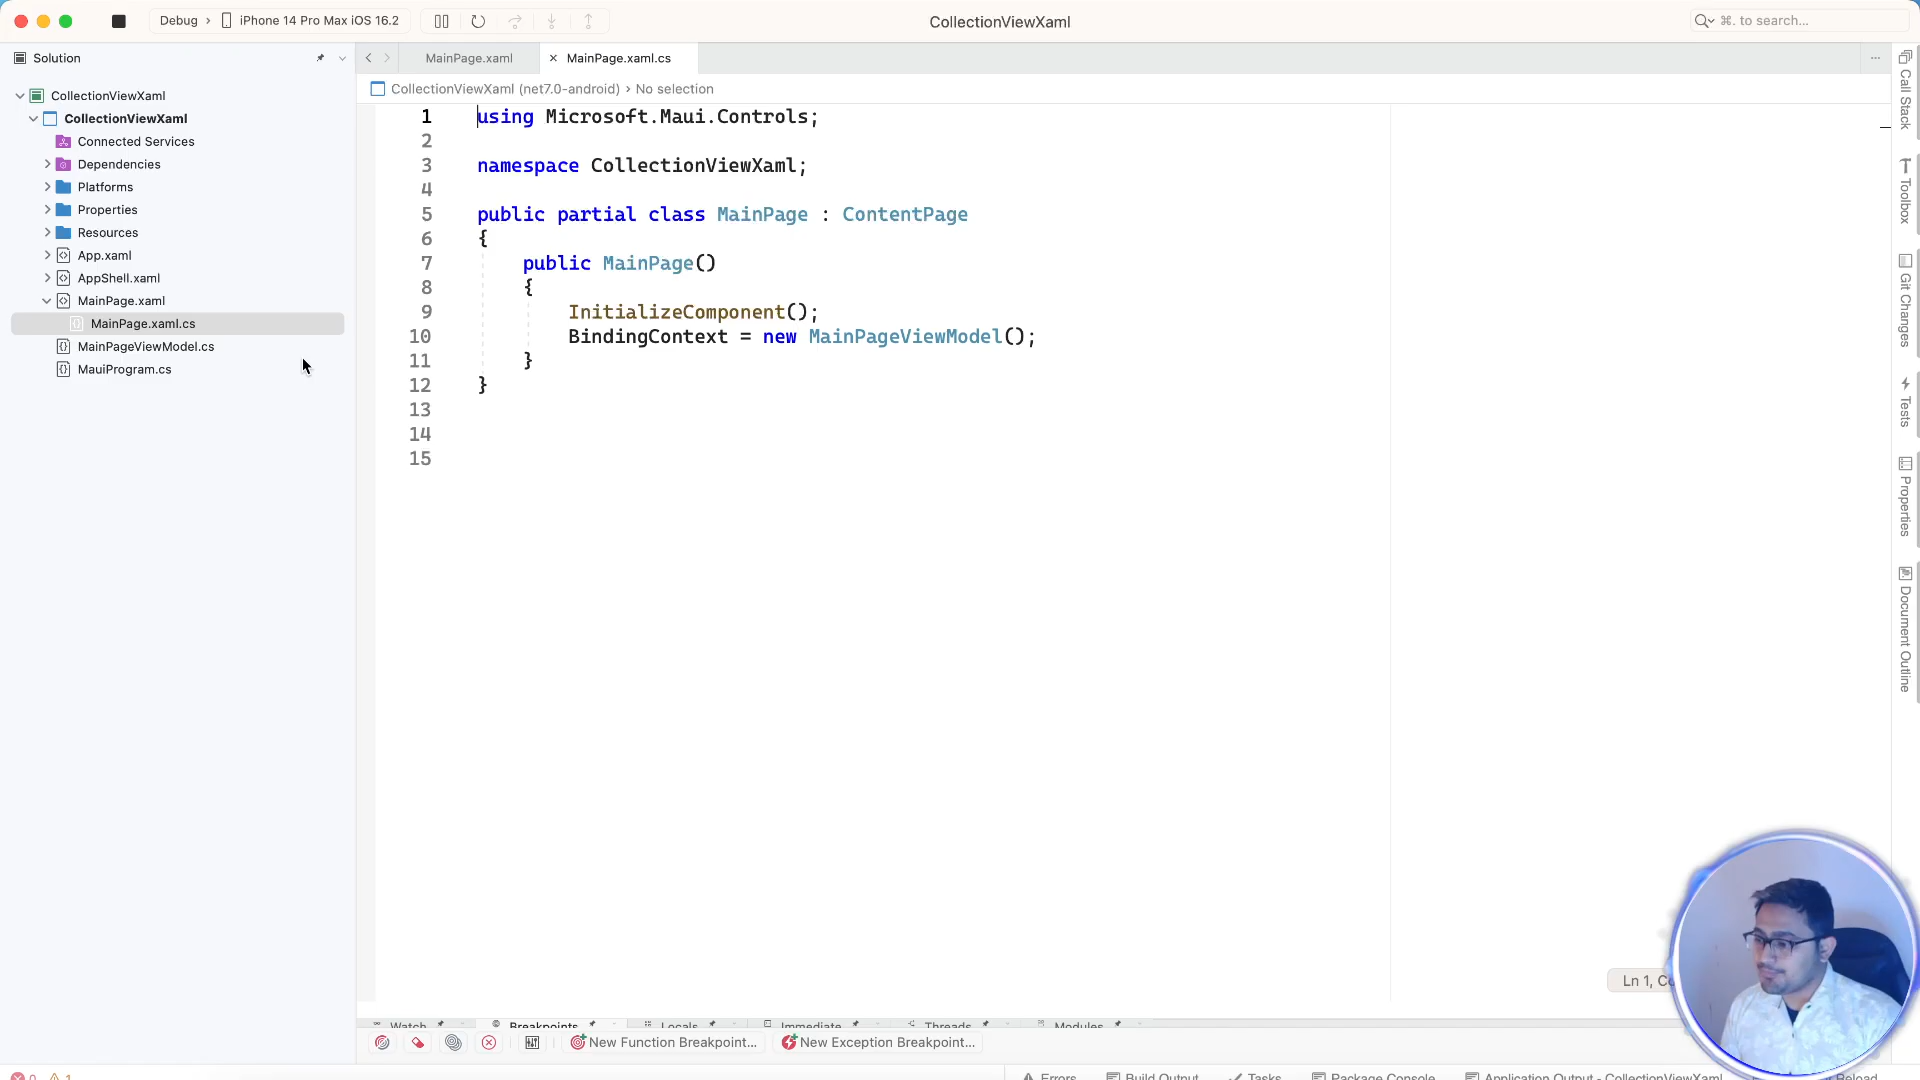 Debug › iPhone 14 Pro Max iOS 16.2
CollectionViewXaml
⌘. to search...
Solution
MainPage.xaml
MainPage.xaml.cs
CollectionViewXaml (net7.0-android) › No selection
CollectionViewXaml
CollectionViewXaml
Connected Services
Dependencies
Platforms
Properties
Resources
App.xaml
AppShell.xaml
MainPage.xaml
MainPage.xaml.cs
MainPageViewModel.cs
MauiProgram.cs
1 using Microsoft.Maui.Controls;
2
3 namespace CollectionViewXaml;
4
5 public partial class MainPage : ContentPage
6 {
7 public MainPage()
8 {
9 InitializeComponent();
10 BindingContext = new MainPageViewModel();
11 }
12 }
13
14
15
Call Stack
Toolbox
Git Changes
Tests
Properties
Document Outline
Ln 1,
Watch
Breakpoints
Locals
Immediate
Threads
Modules
New Function Breakpoint...
New Exception Breakpoint...
0 1
Errors
Build Output
Tasks
Package Console
Application Output - CollectionViewXaml
Reload